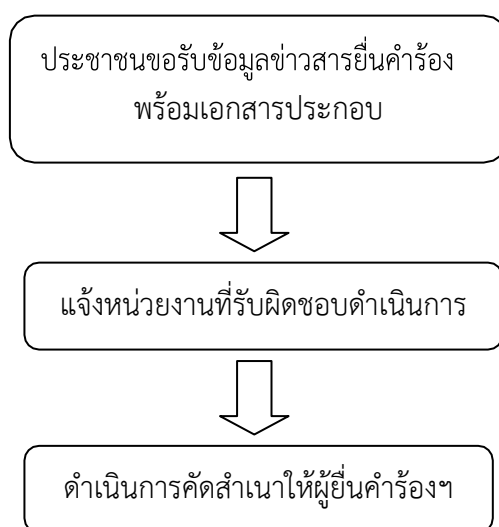 ประชาชนขอรับข้อมูลข่าวสารยื่นคำร้อง
พร้อมเอกสารประกอบ
แจ้งหน่วยงานที่รับผิดชอบดำเนินการ
ดำเนินการคัดสำเนาให้ผู้ยื่นคำร้องฯ